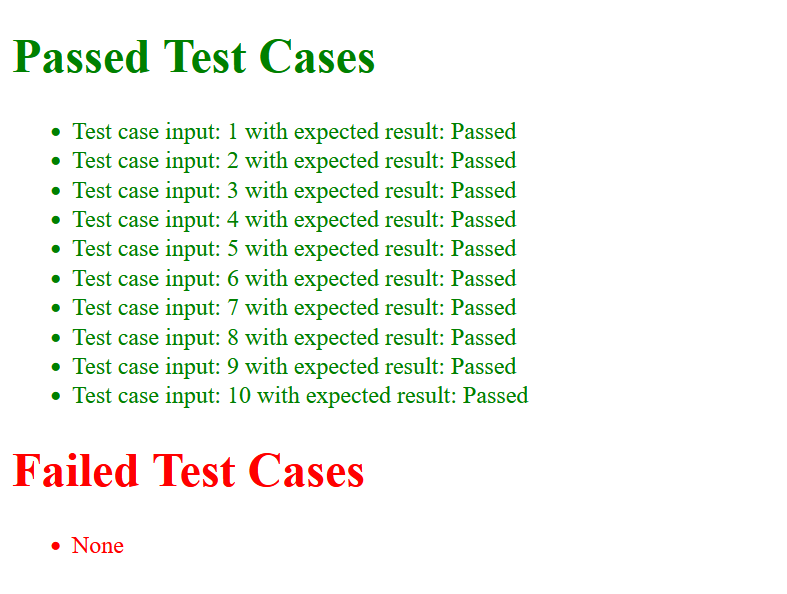 Passed Test Cases
Test case input: 1 with expected result: Passed
Test case input: 2 with expected result: Passed
Test case input: 3 with expected result: Passed
Test case input: 4 with expected result: Passed
Test case input: 5 with expected result: Passed
Test case input: 6 with expected result: Passed
Test case input: 7 with expected result: Passed
Test case input: 8 with expected result: Passed
Test case input: 9 with expected result: Passed
Test case input: 10 with expected result: Passed
Failed Test Cases
None